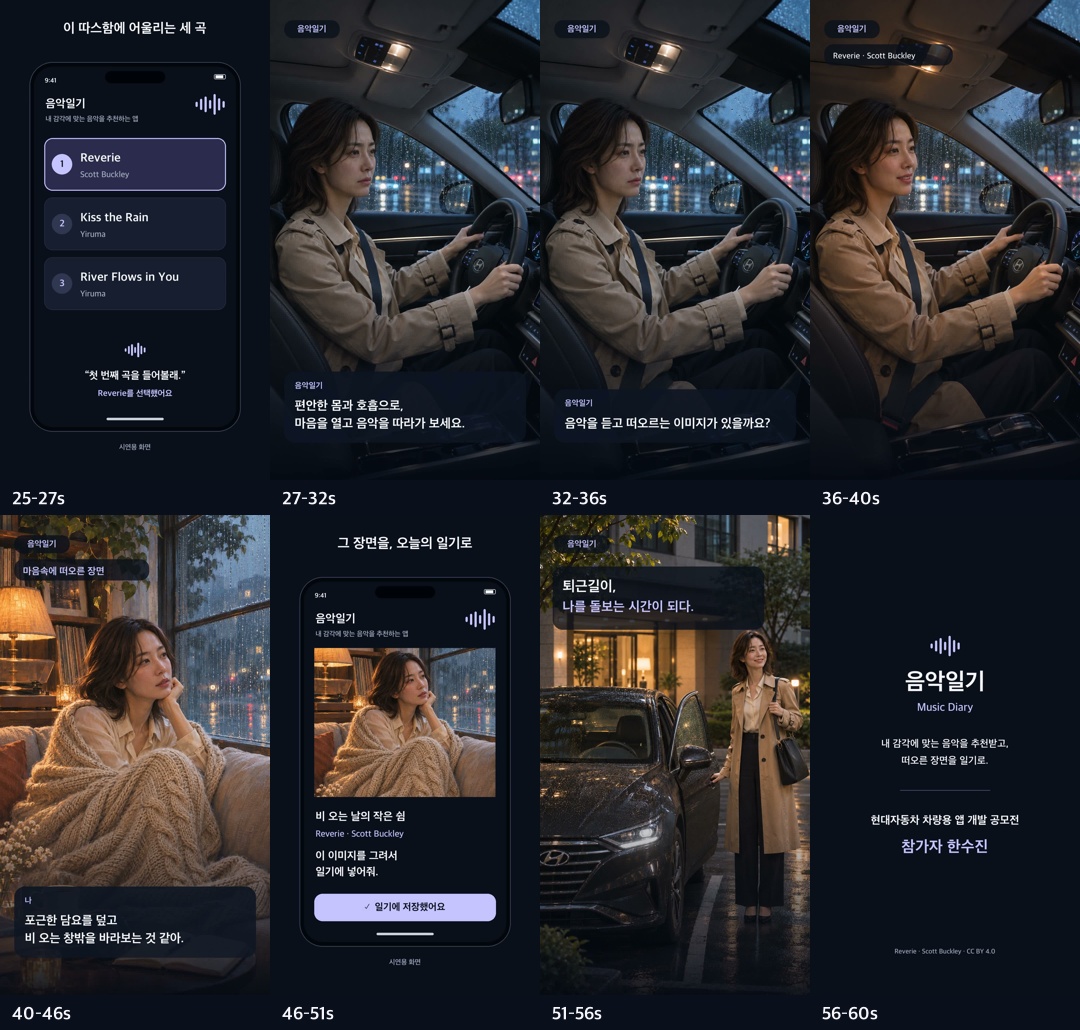 이 따스함에 어울리는 세 곡
9:41
음악일기
내 감각에 맞는 음악을 추천하는 앱
1
Reverie
Scott Buckley
2
Kiss the Rain
Yiruma
3
River Flows in You
Yiruma
“첫 번째 곡을 들어볼래.”
Reverie를 선택했어요
시연용 화면
25-27s
음악일기
음악일기
편안한 몸과 호흡으로,
마음을 열고 음악을 따라가 보세요.
27-32s
음악일기
음악일기
음악을 듣고 떠오르는 이미지가 있을까요?
32-36s
음악일기
Reverie · Scott Buckley
36-40s
음악일기
마음속에 떠오른 장면
나
포근한 담요를 덮고
비 오는 창밖을 바라보는 것 같아.
40-46s
그 장면을, 오늘의 일기로
9:41
음악일기
내 감각에 맞는 음악을 추천하는 앱
비 오는 날의 작은 쉼
Reverie · Scott Buckley
이 이미지를 그려서
일기에 넣어줘.
✓ 일기에 저장했어요
시연용 화면
46-51s
음악일기
퇴근길이,
나를 돌보는 시간이 되다.
51-56s
음악일기
Music Diary
내 감각에 맞는 음악을 추천받고,
떠오른 장면을 일기로.
현대자동차 차량용 앱 개발 공모전
참가자 한수진
Reverie · Scott Buckley · CC BY 4.0
56-60s